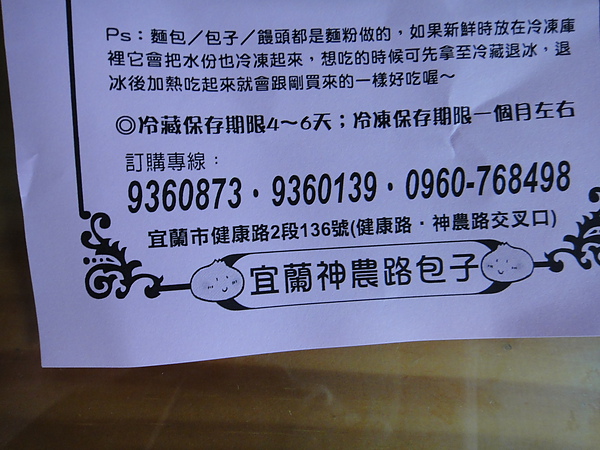 Ps：麵包／包子／饅頭都是麵粉做的，如果新鮮時放在冷凍庫
裡它會把水份也冷凍起來，想吃的時候可先拿至冷藏退冰，退
冰後加熱吃起來就會跟剛買來的一樣好吃喔～
◎冷藏保存期限4～6天；冷凍保存期限一個月左右
訂購專線：
9360873・9360139・0960-768498
宜蘭市健康路2段136號(健康路・神農路交叉口)
宜蘭神農路包子